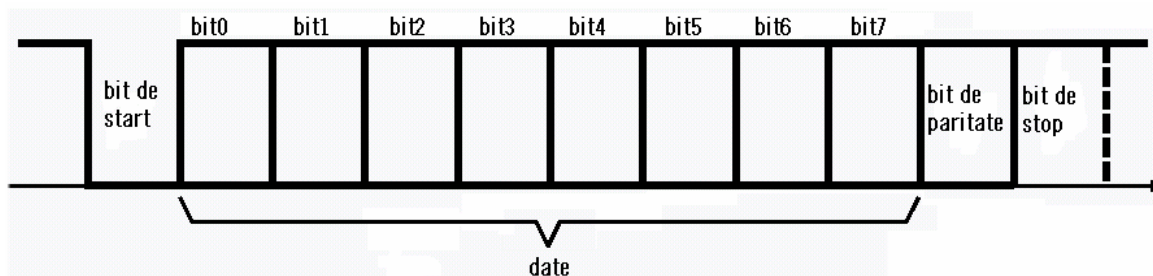 bit0 bit1 bit2 bit3 bit4 bit5 bit6 bit7
bit de
start
bit de
paritate
bit de
stop
date